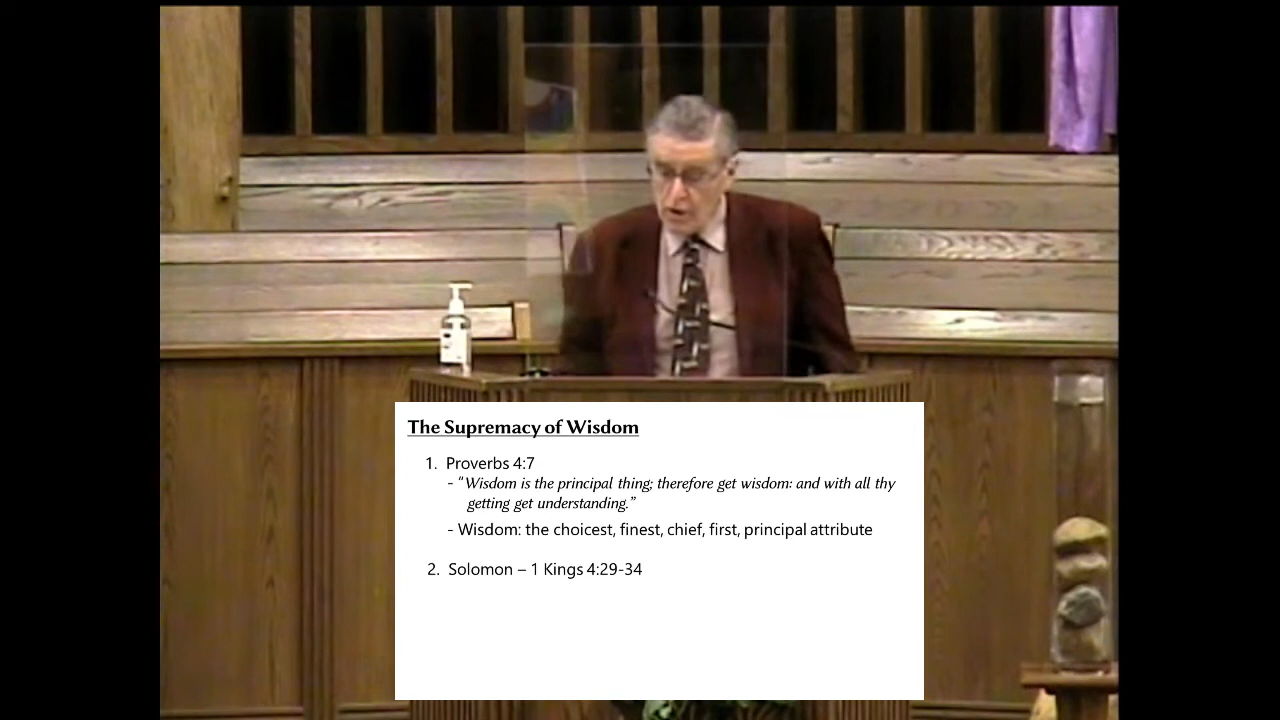 The Supremacy of Wisdom
1. Proverbs 4:7
- "Wisdom is the principal thing; therefore get wisdom: and with all thy
getting get understanding.”
- Wisdom: the choicest, finest, chief, first, principal attribute
2. Solomon – 1 Kings 4:29-34